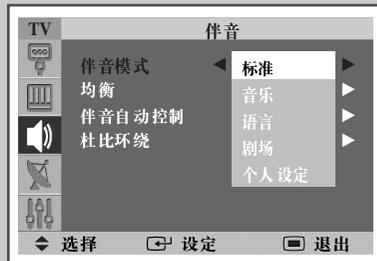 TV 伴音
伴音模式 标准
均衡 音乐
伴音自动控制 语言
杜比环绕 剧场
个人设定
选择 设定 退出